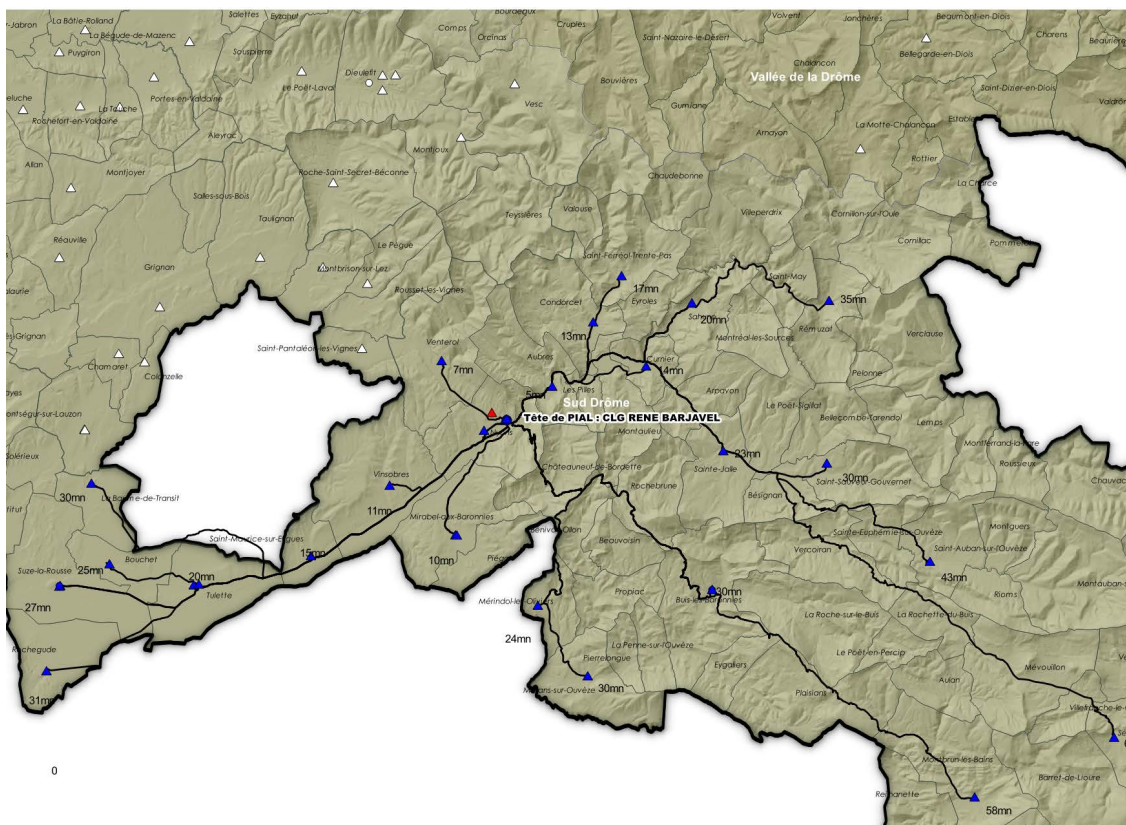 La Bâtie-Rolland
Salettes
Eyzahut
Comps
Bourdeaux
Orcinas
Cruples
Volvent
Jonchères
Beaumont-en-Diois
Charens
La Bégude-de-Mazenc
Souspierre
Saint-Nazaire-le-Désert
Puygiron
Dieulefit
Bouvières
Chalancon
Vallée de la Drôme
Bellegarde-en-Diois
Saint-Dizier-en-Diois
Portes-en-Valdaine
Le Poët-Laval
Vesc
Gumiane
La Touche
Rochefort-en-Valdaine
Aleyrac
Arnayon
La Motte-Chalancon
Establet
Allan
Montjoyer
Montjoux
Rottier
Roche-Saint-Secret-Béconne
Chaudebonne
La Charce
Salles-sous-Bois
Valouse
Villeperdrix
Taulignan
Teyssières
Cornillon-sur-l'Oule
Réauville
Le Pègue
Cornillac
Pommerol
Grignan
Montbrison-sur-Lez
Saint-Ferréol-Trente-Pas
Saint-May
Rousset-les-Vignes
Condorcet
17mn
Eyroles
35mn
Sahune
20mn
Rémuzat
13mn
Verclause
Montréal-les-Sources
Saint-Pantaléon-les-Vignes
Venterol
Aubres
Curnier
Chamaret
Colonzelle
7mn
14mn
Pelonne
5mn
Les Pilles
Arpavon
Sud Drôme
Le Poët-Sigillat
Tête de PIAL : CLG RENE BARJAVEL
Bellecombe-Tarendol
Lemps
Montaulieu
Montferrand-la-Fare
23mn
Sainte-Jalle
Roussieux
Châteauneuf-de-Bordette
Vinsobres
Rochebrune
30mn
Saint-Sauveur-Gouvernet
30mn
La Baume-de-Transit
Bésignan
11mn
Mirabel-aux-Baronnies
Montguers
Saint-Maurice-sur-Eygues
Sainte-Euphémie-sur-Ouvèze
15mn
10mn
Beauvoisin
Vercoiran
Saint-Auban-sur-l'Ouvèze
Bouchet
25mn
43mn
Suze-la-Rousse
20mn
Tulette
Propiac
30mn
Buis-les-Baronnies
Rioms
27mn
Mérindol-les-Oliviers
La Roche-sur-le-Buis
La Rochette-du-Buis
24mn
La Penne-sur-l'Ouvèze
Rochegude
Pierrelongue
Eygaliers
Le Poët-en-Percip
Mévouillon
31mn
30mn
Mollans-sur-Ouvèze
Plaisians
Aulan
0
Montbrun-les-Bains
Barret-de-Lioure
Reilhanette
58mn